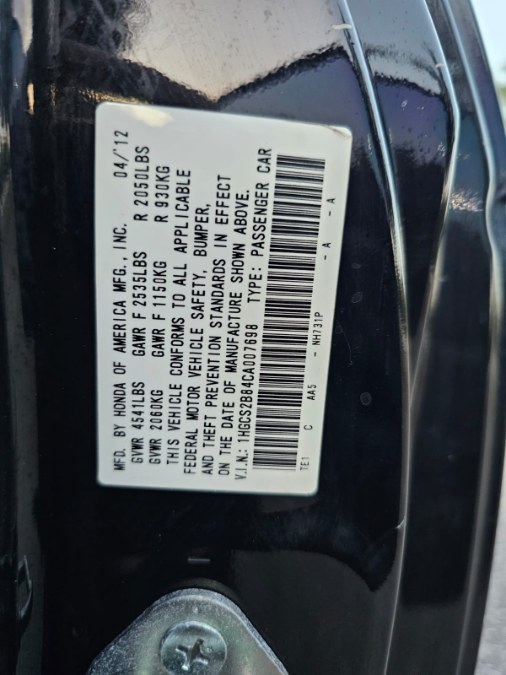 MFD. BY HONDA OF AMERICA MFG., INC. 04/'12
GVWR 4541LBS GAWR F 2535LBS R 2050LBS
GVWR 2060KG GAWR F 1150KG R 930KG
THIS VEHICLE CONFORMS TO ALL APPLICABLE
FEDERAL MOTOR VEHICLE SAFETY, BUMPER,
AND THEFT PREVENTION STANDARDS IN EFFECT
ON THE DATE OF MANUFACTURE SHOWN ABOVE.
V.I.N.: 1HGCS2B84CA007698 TYPE: PASSENGER CAR
TE1 C AA5 - NH731P - A - A